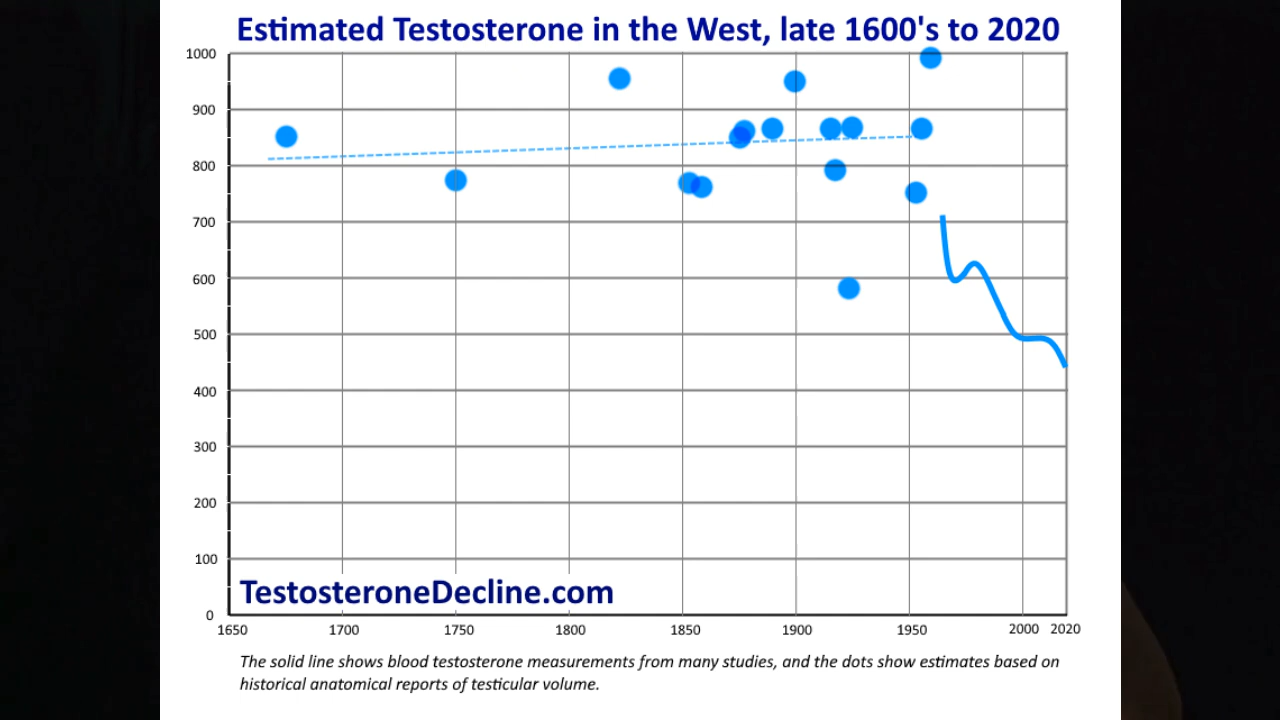 Estimated Testosterone in the West, late 1600's to 2020
1000
900
800
700
600
500
400
300
200
100
0
TestosteroneDecline.com
1650 1700 1750 1800 1850 1900 1950 2000 2020
The solid line shows blood testosterone measurements from many studies, and the dots show estimates based on
historical anatomical reports of testicular volume.